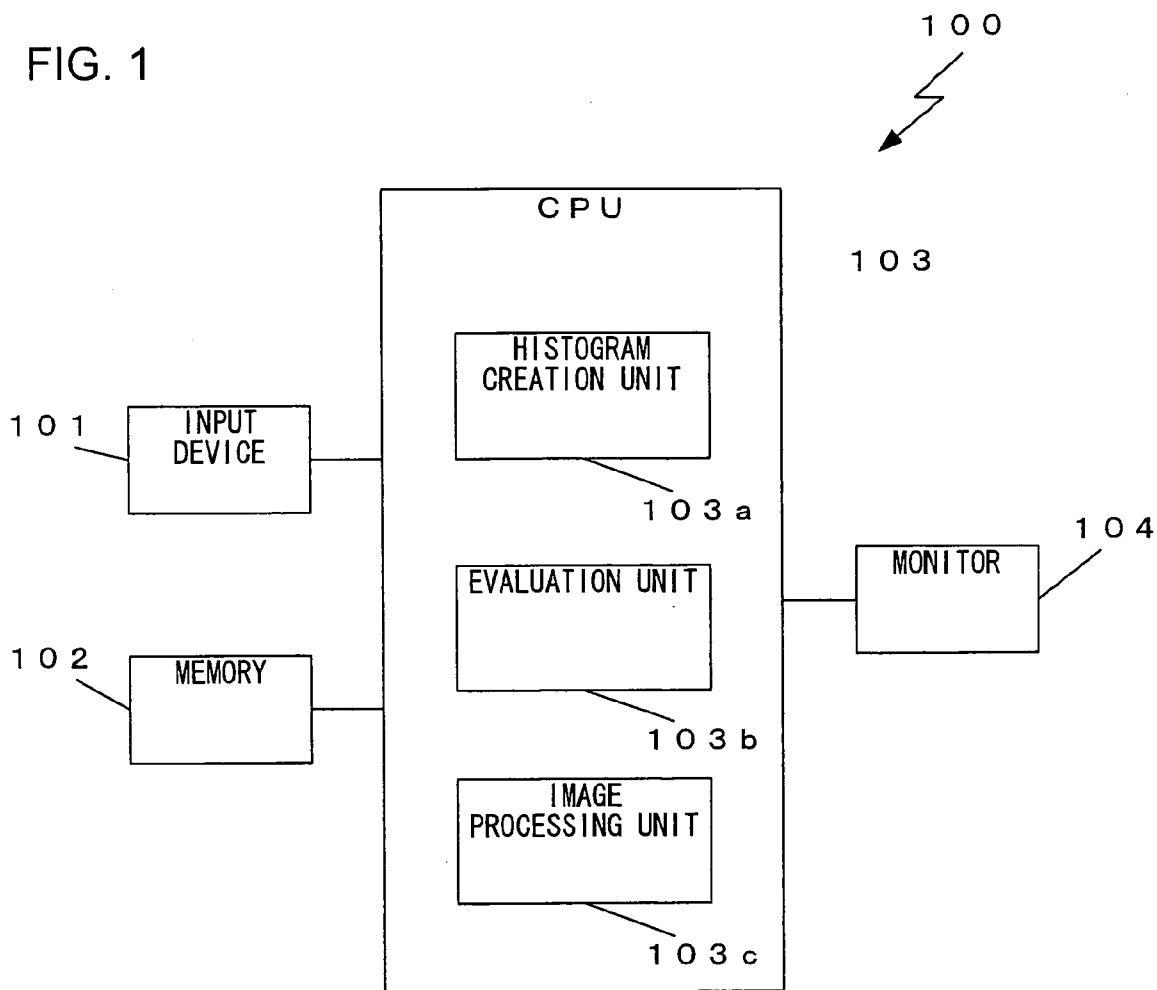 FIG. 1
100
CPU
103
HISTOGRAM
CREATION UNIT
101
INPUT
DEVICE
103a
104
EVALUATION UNIT
MONITOR
102
MEMORY
103b
IMAGE
PROCESSING UNIT
103c